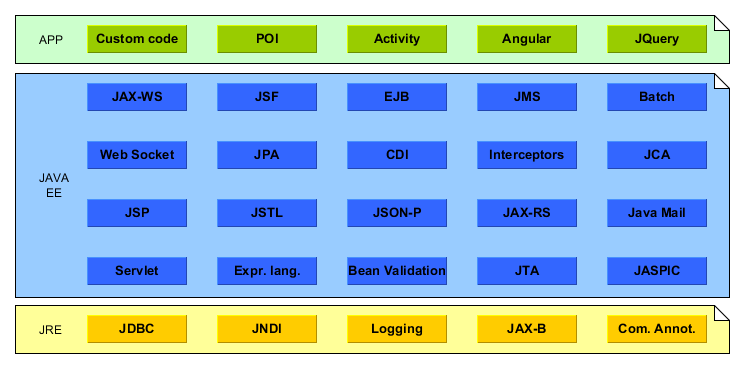 APP Custom code POI Activity Angular JQuery
JAX-WS JSF EJB JMS Batch
Web Socket JPA CDI Interceptors JCA
JAVA
EE
JSP JSTL JSON-P JAX-RS Java Mail
Servlet Expr. lang. Bean Validation JTA JASPIC
JRE JDBC JNDI Logging JAX-B Com. Annot.